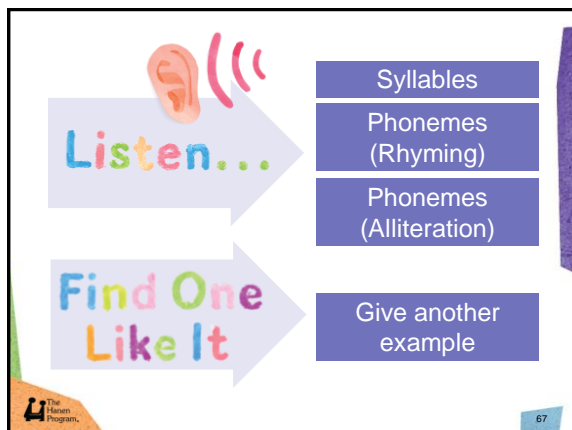 Listen...
Syllables
Phonemes
(Rhyming)
Phonemes
(Alliteration)
Find One
Like It
Give another
example
The
Hanen
Program®
67